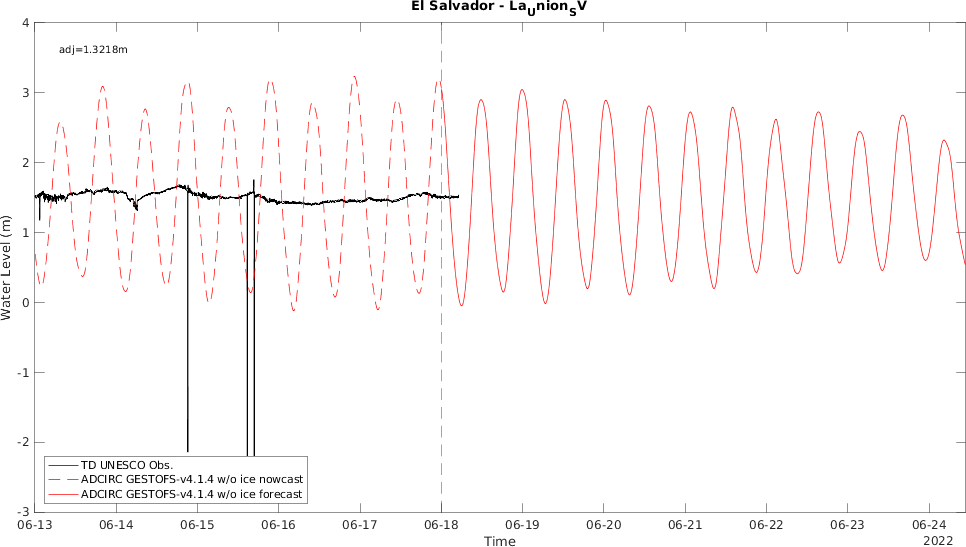 El Salvador - LaUnionSV
adj=1.3218m
4
3
2
1
0
-1
-2
-3
Water Level (m)
TD UNESCO Obs.
ADCIRC GESTOFS-v4.1.4 w/o ice nowcast
ADCIRC GESTOFS-v4.1.4 w/o ice forecast
06-13 06-14 06-15 06-16 06-17 06-18 06-19 06-20 06-21 06-22 06-23 06-24
Time
2022